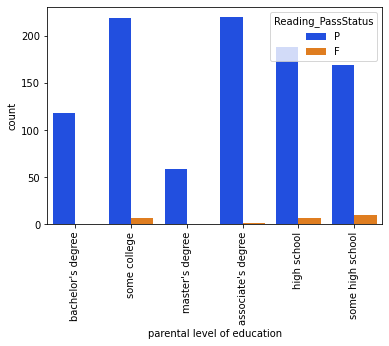 Reading_PassStatus
P
F
200
150
100
50
0
count
bachelor's degree
some college
master's degree
associate's degree
high school
some high school
parental level of education